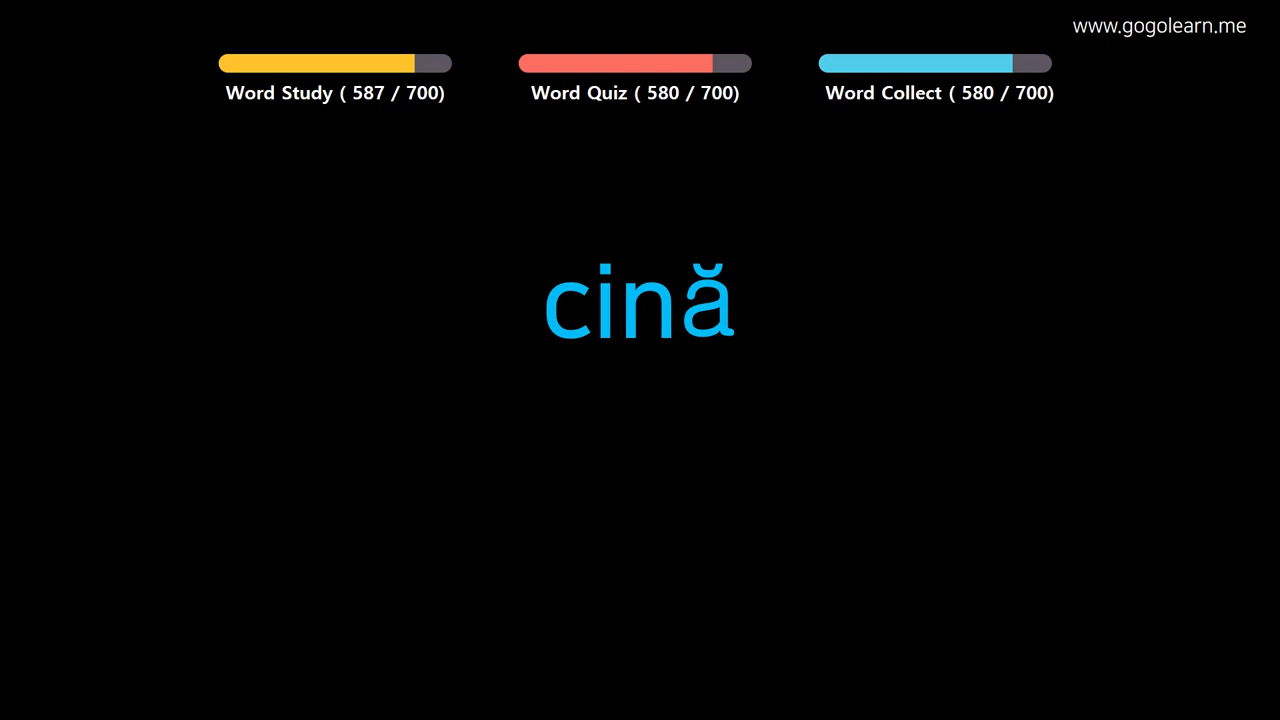 www.gogolearn.me
Word Study ( 587 / 700)
Word Quiz ( 580 / 700)
Word Collect ( 580 / 700)
cină